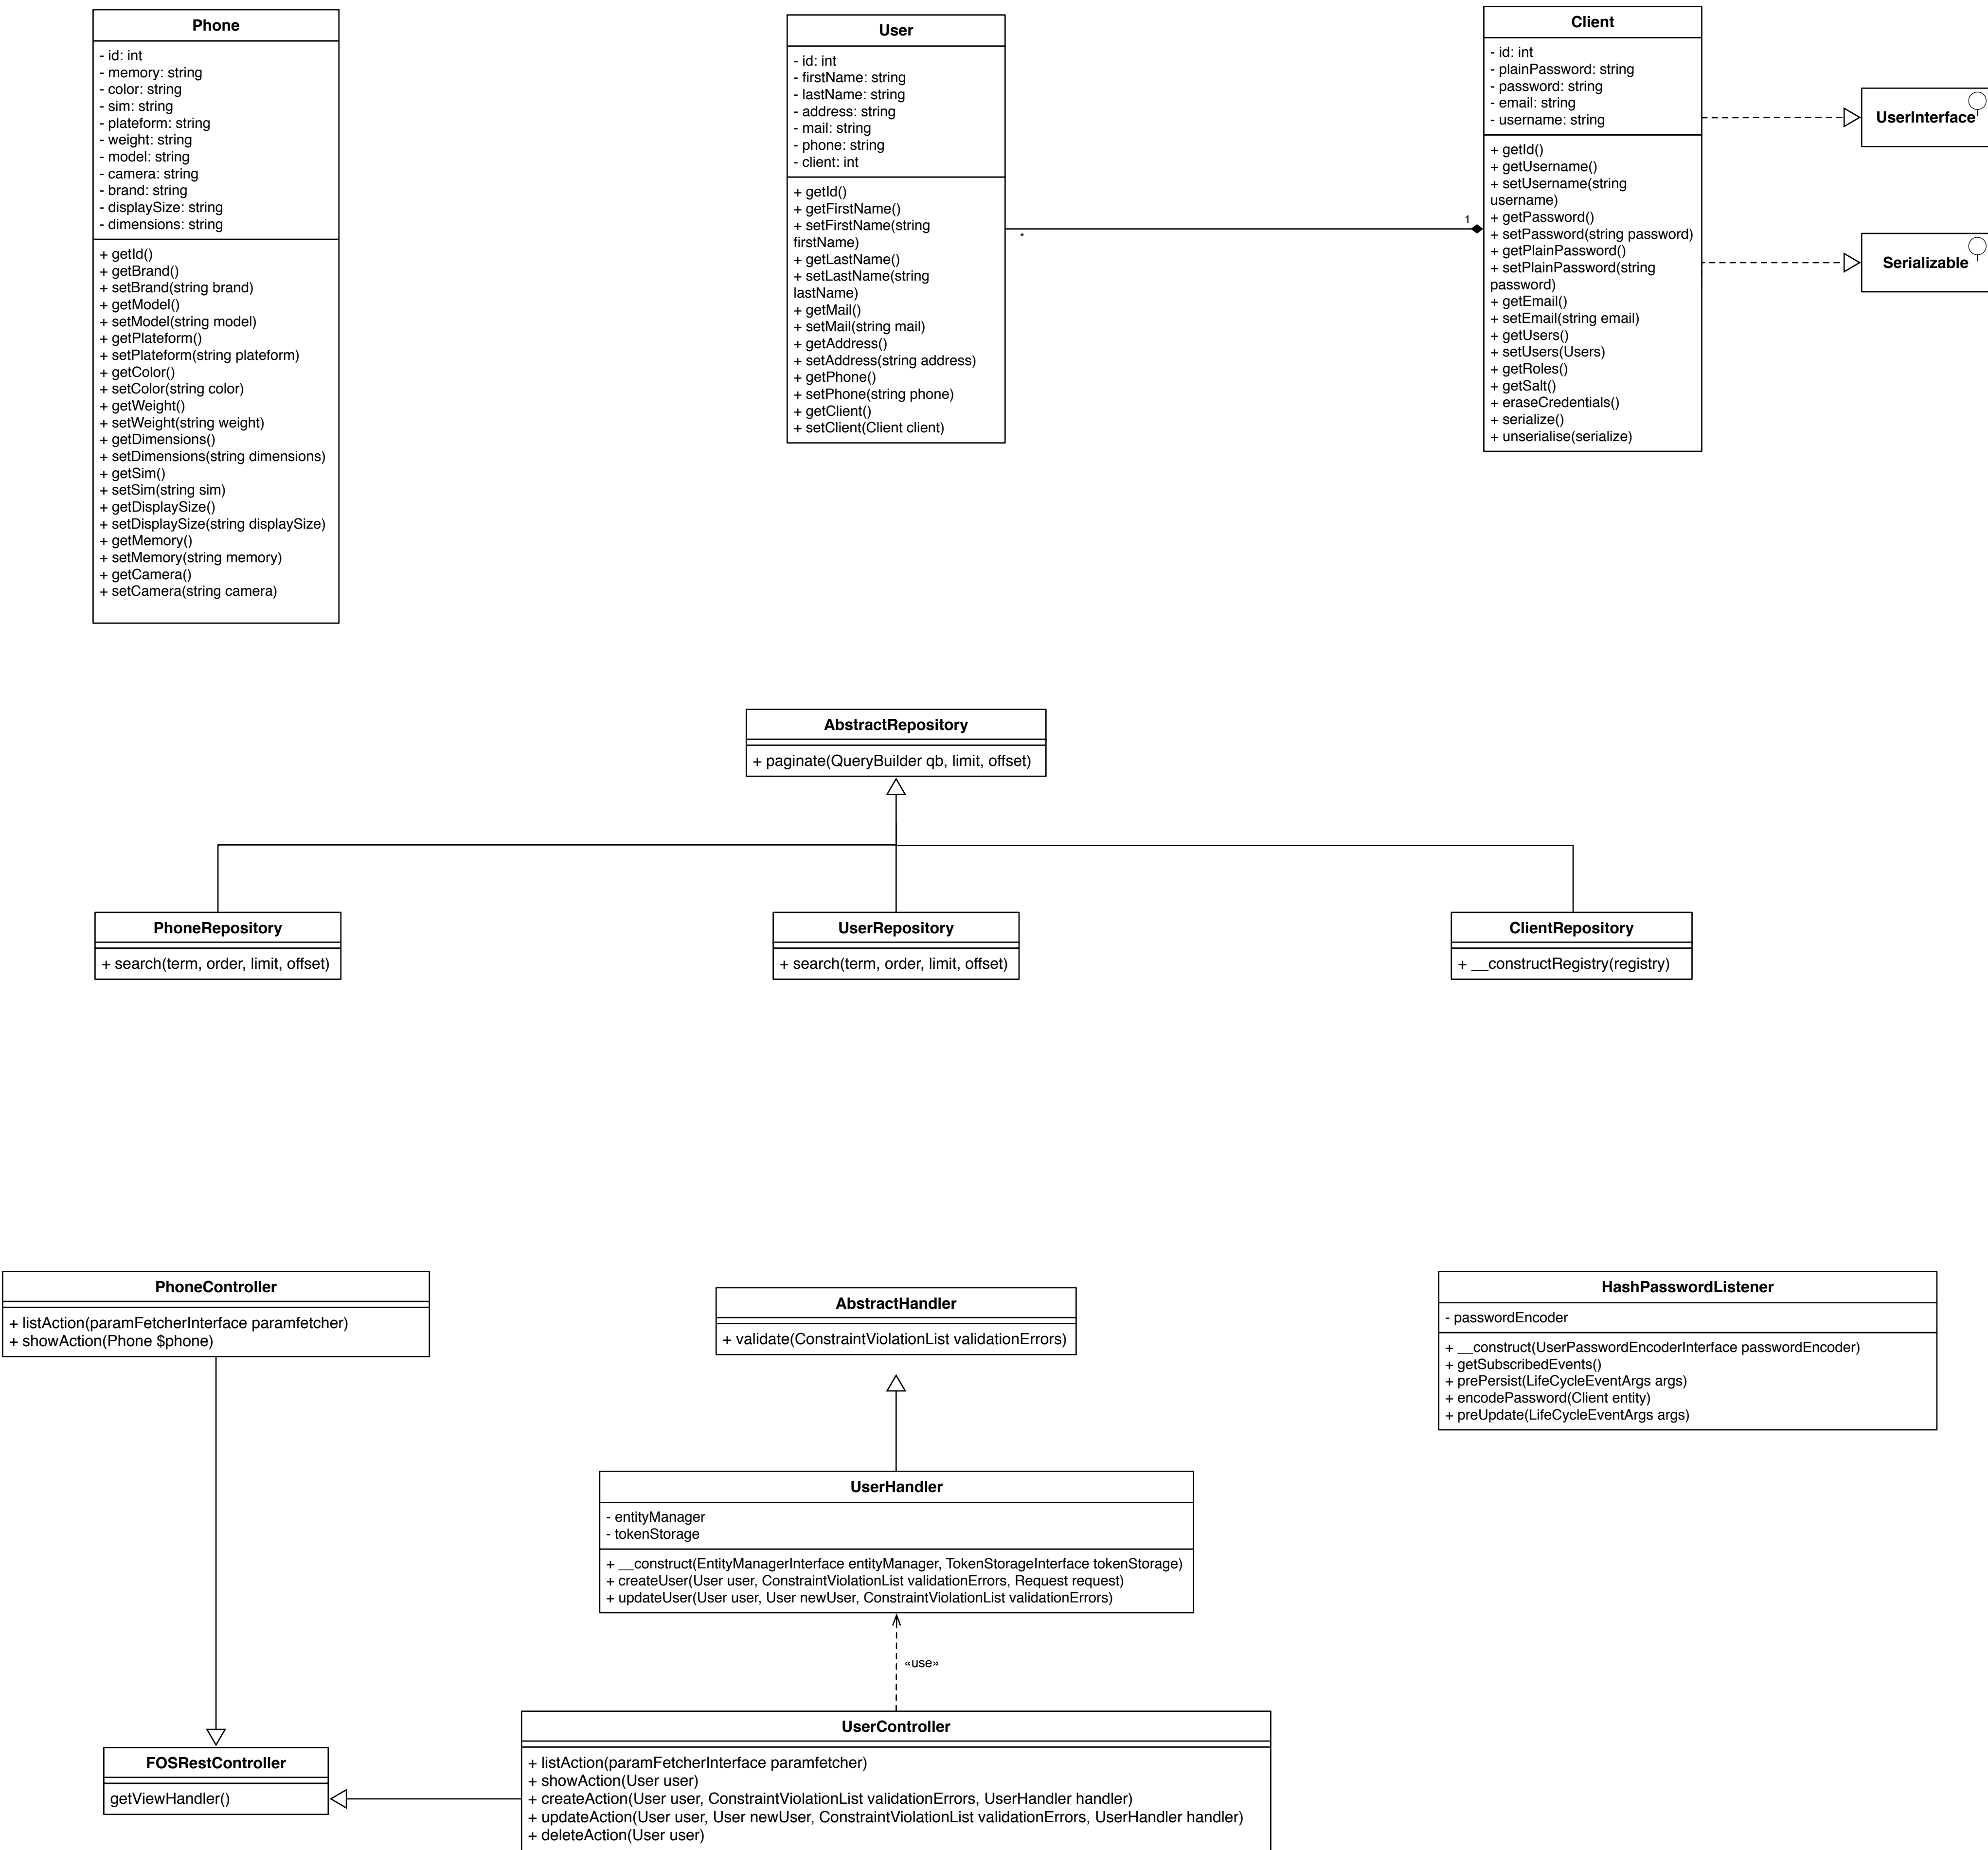 Phone
- id: int
- memory: string
- color: string
- sim: string
- plateform: string
- weight: string
- model: string
- camera: string
- brand: string
- displaySize: string
- dimensions: string
+ getId()
+ getBrand()
+ setBrand(string brand)
+ getModel()
+ setModel(string model)
+ getPlateform()
+ setPlateform(string plateform)
+ getColor()
+ setColor(string color)
+ getWeight()
+ setWeight(string weight)
+ getDimensions()
+ setDimensions(string dimensions)
+ getSim()
+ setSim(string sim)
+ getDisplaySize()
+ setDisplaySize(string displaySize)
+ getMemory()
+ setMemory(string memory)
+ getCamera()
+ setCamera(string camera)
User
- id: int
- firstName: string
- lastName: string
- address: string
- mail: string
- phone: string
- client: int
+ getId()
+ getFirstName()
+ setFirstName(string
firstName)
+ getLastName()
+ setLastName(string
lastName)
+ getMail()
+ setMail(string mail)
+ getAddress()
+ setAddress(string address)
+ getPhone()
+ setPhone(string phone)
+ getClient()
+ setClient(Client client)
*
1
Client
- id: int
- plainPassword: string
- password: string
- email: string
- username: string
+ getId()
+ getUsername()
+ setUsername(string
username)
+ getPassword()
+ setPassword(string password)
+ getPlainPassword()
+ setPlainPassword(string
password)
+ getEmail()
+ setEmail(string email)
+ getUsers()
+ setUsers(Users)
+ getRoles()
+ getSalt()
+ eraseCredentials()
+ serialize()
+ unserialise(serialize)
UserInterface
Serializable
AbstractRepository
+ paginate(QueryBuilder qb, limit, offset)
PhoneRepository
+ search(term, order, limit, offset)
UserRepository
+ search(term, order, limit, offset)
ClientRepository
+ __constructRegistry(registry)
PhoneController
+ listAction(paramFetcherInterface paramfetcher)
+ showAction(Phone $phone)
AbstractHandler
+ validate(ConstraintViolationList validationErrors)
HashPasswordListener
- passwordEncoder
+ __construct(UserPasswordEncoderInterface passwordEncoder)
+ getSubscribedEvents()
+ prePersist(LifeCycleEventArgs args)
+ encodePassword(Client entity)
+ preUpdate(LifeCycleEventArgs args)
UserHandler
- entityManager
- tokenStorage
+ __construct(EntityManagerInterface entityManager, TokenStorageInterface tokenStorage)
+ createUser(User user, ConstraintViolationList validationErrors, Request request)
+ updateUser(User user, User newUser, ConstraintViolationList validationErrors)
«use»
FOSRestController
getViewHandler()
UserController
+ listAction(paramFetcherInterface paramfetcher)
+ showAction(User user)
+ createAction(User user, ConstraintViolationList validationErrors, UserHandler handler)
+ updateAction(User user, User newUser, ConstraintViolationList validationErrors, UserHandler handler)
+ deleteAction(User user)